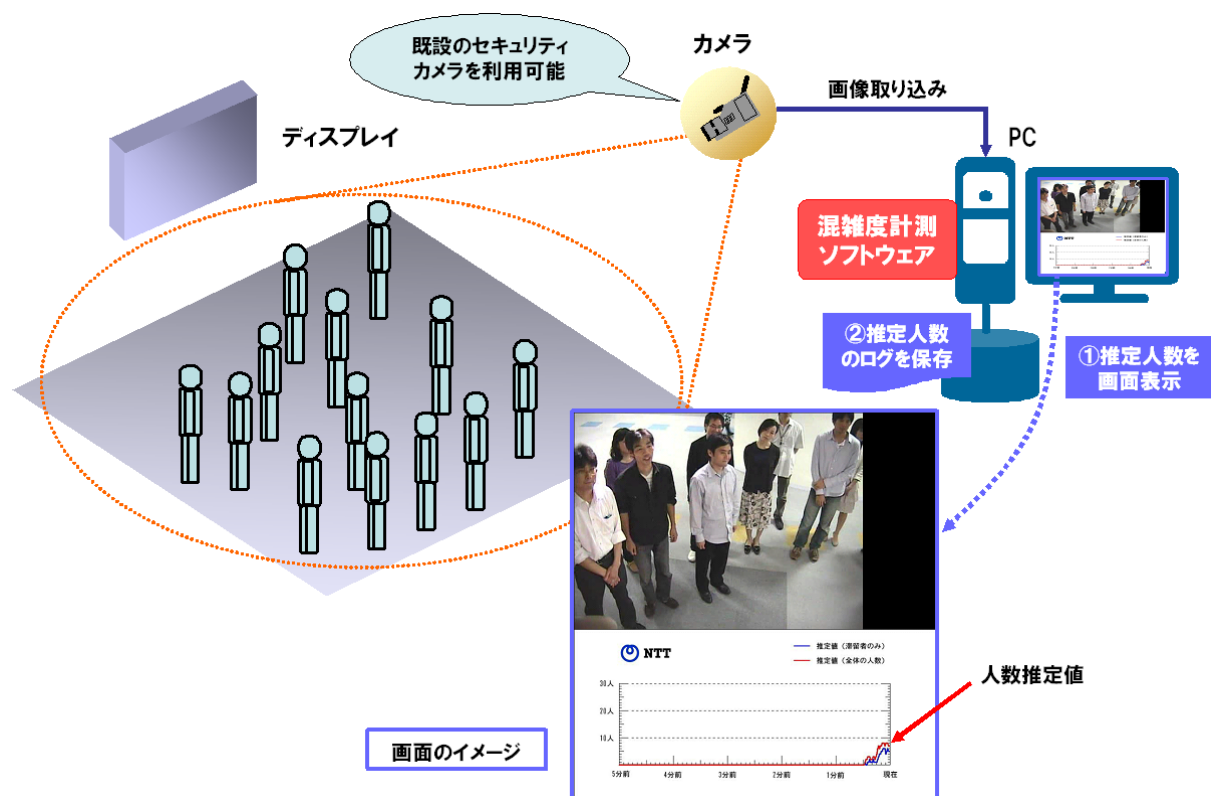 既設のセキュリティ
カメラを利用可能
カメラ
画像取り込み
PC
ディスプレイ
混雑度計測
ソフトウェア
②推定人数
のログを保存
①推定人数を
画面表示
NTT
推定値（滞留者のみ）
推定値（全体の人数）
人数推定値
30人
20人
10人
5分前 4分前 3分前 2分前 1分前 現在
画面のイメージ
NTT